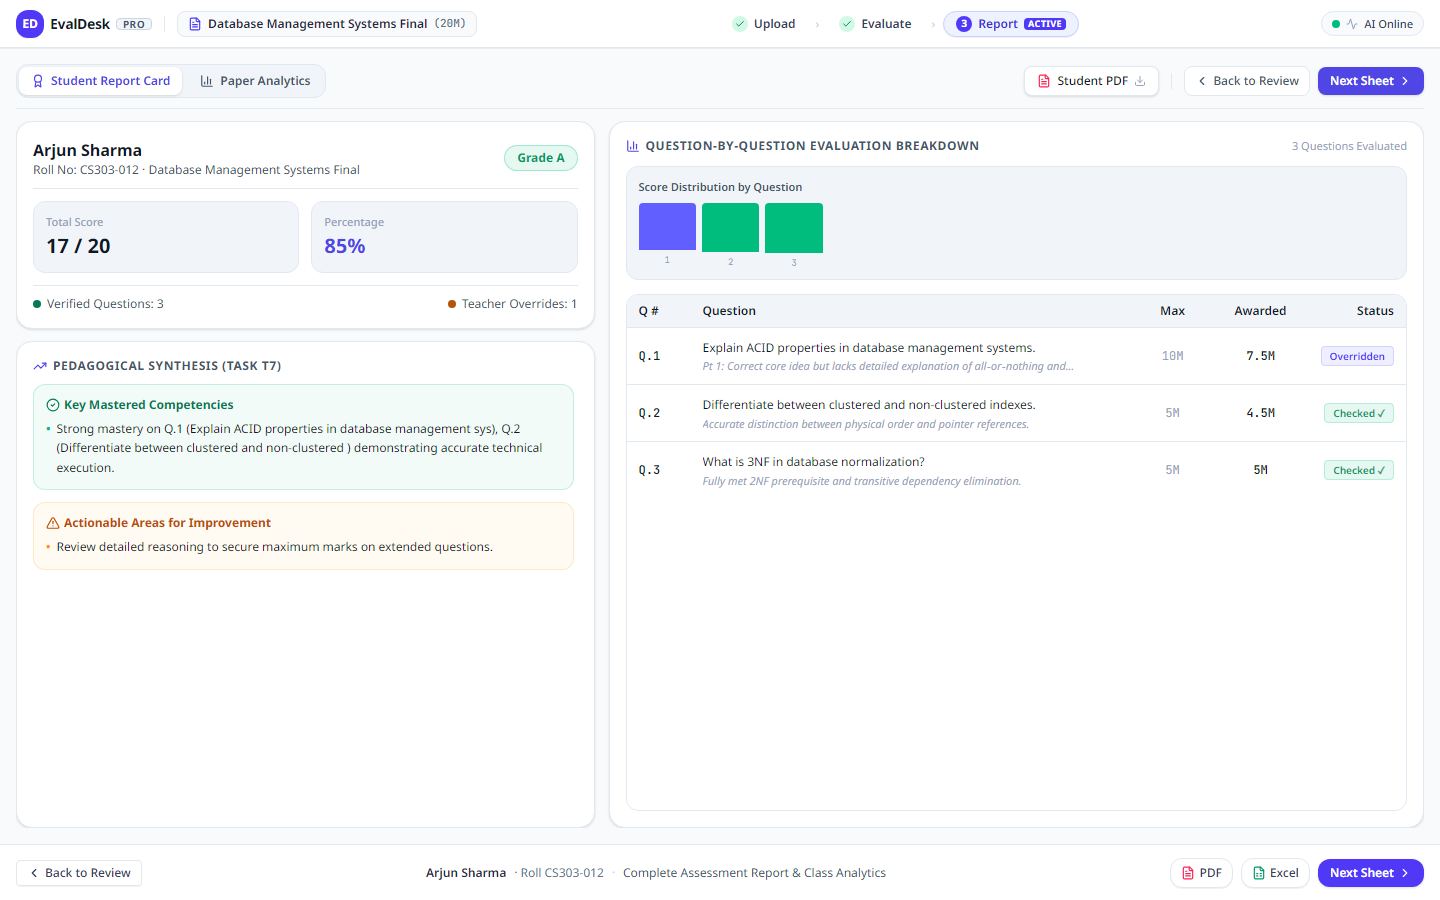 ED EvalDesk PRO Database Management Systems Final (20M) ✓ Upload › ✓ Evaluate › 3 Report ACTIVE AI Online
Student Report Card Paper Analytics Student PDF Back to Review Next Sheet
Arjun Sharma
Roll No: CS303-012 · Database Management Systems Final
Grade A
Total Score
17 / 20
Percentage
85%
Verified Questions: 3 Teacher Overrides: 1
PEDAGOGICAL SYNTHESIS (TASK T7)
Key Mastered Competencies
• Strong mastery on Q.1 (Explain ACID properties in database management sys), Q.2
(Differentiate between clustered and non-clustered ) demonstrating accurate technical
execution.
Actionable Areas for Improvement
• Review detailed reasoning to secure maximum marks on extended questions.
QUESTION-BY-QUESTION EVALUATION BREAKDOWN 3 Questions Evaluated
Score Distribution by Question
1 2 3
Q # Question Max Awarded Status
Q.1 Explain ACID properties in database management systems. 10M 7.5M Overridden
Pt 1: Correct core idea but lacks detailed explanation of all-or-nothing and...
Q.2 Differentiate between clustered and non-clustered indexes. 5M 4.5M Checked ✓
Accurate distinction between physical order and pointer references.
Q.3 What is 3NF in database normalization? 5M 5M Checked ✓
Fully met 2NF prerequisite and transitive dependency elimination.
Back to Review Arjun Sharma · Roll CS303-012 · Complete Assessment Report & Class Analytics PDF Excel Next Sheet